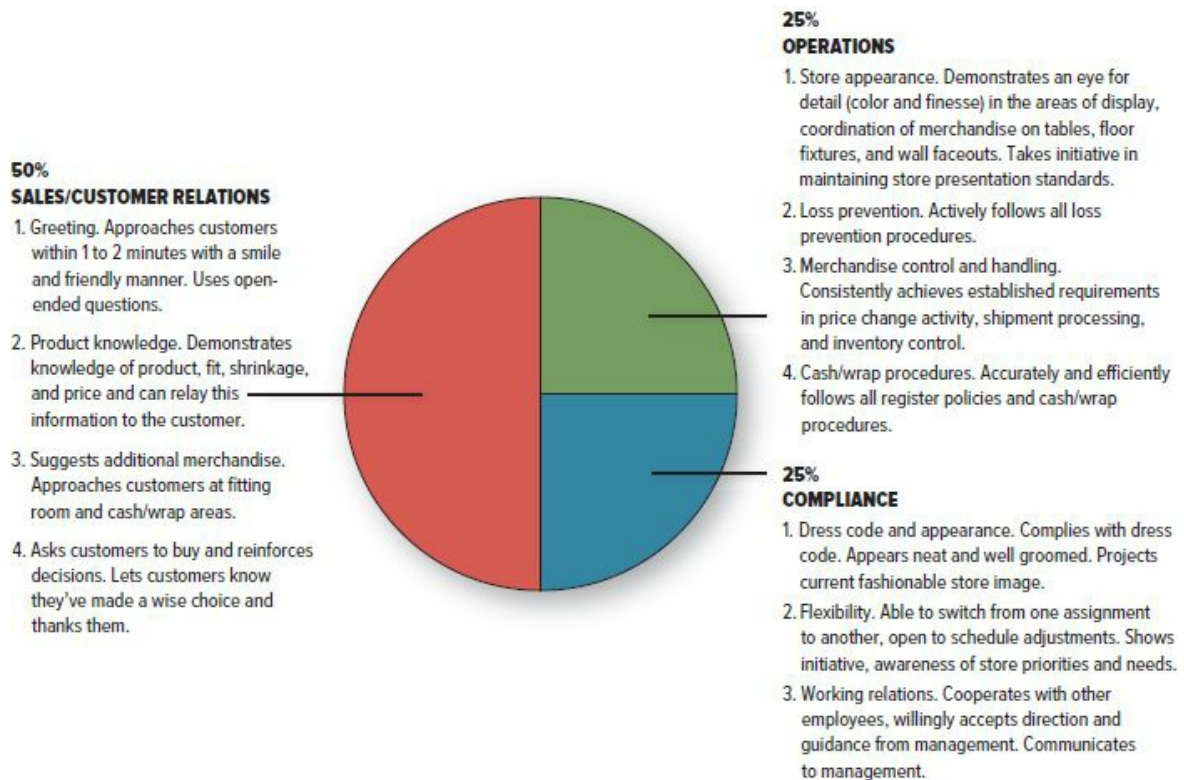 50%
SALES/CUSTOMER RELATIONS
1. Greeting. Approaches customers
within 1 to 2 minutes with a smile
and friendly manner. Uses open-
ended questions.
2. Product knowledge. Demonstrates
knowledge of product, fit, shrinkage,
and price and can relay this
information to the customer.
3. Suggests additional merchandise.
Approaches customers at fitting
room and cash/wrap areas.
4. Asks customers to buy and reinforces
decisions. Lets customers know
they've made a wise choice and
thanks them.
25%
OPERATIONS
1. Store appearance. Demonstrates an eye for
detail (color and finesse) in the areas of display,
coordination of merchandise on tables, floor
fixtures, and wall faceouts. Takes initiative in
maintaining store presentation standards.
2. Loss prevention. Actively follows all loss
prevention procedures.
3. Merchandise control and handling.
Consistently achieves established requirements
in price change activity, shipment processing,
and inventory control.
4. Cash/wrap procedures. Accurately and efficiently
follows all register policies and cash/wrap
procedures.
25%
COMPLIANCE
1. Dress code and appearance. Complies with dress
code. Appears neat and well groomed. Projects
current fashionable store image.
2. Flexibility. Able to switch from one assignment
to another, open to schedule adjustments. Shows
initiative, awareness of store priorities and needs.
3. Working relations. Cooperates with other
employees, willingly accepts direction and
guidance from management. Communicates
to management.